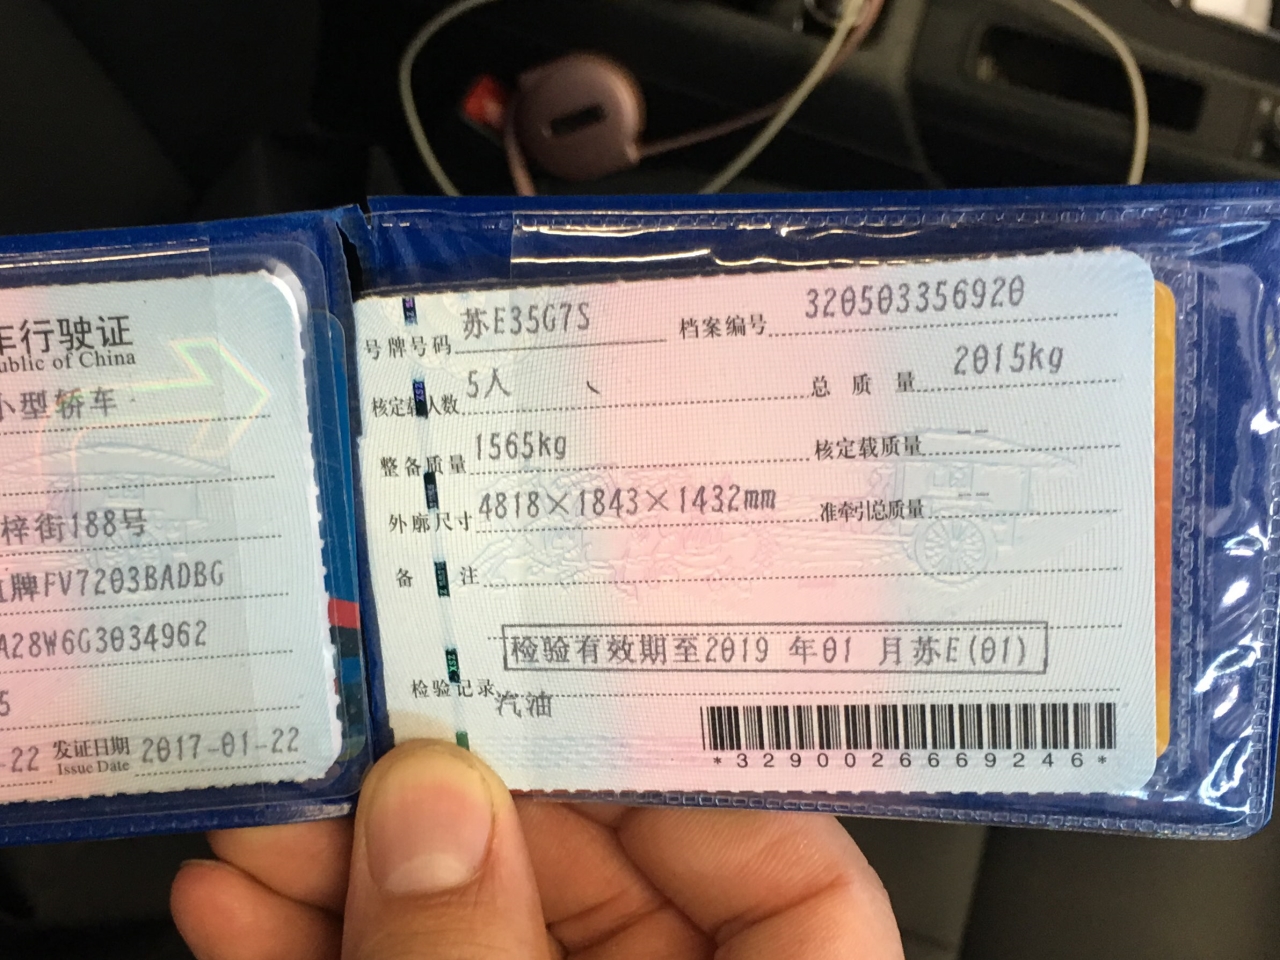 车行驶证
ublic of China
小型轿车
梓街188号
牌FV7203BADBG
A28W6G3034962
5
-22 发证日期 2017-01-22
Issue Date
号牌号码 苏E35G7S 档案编号 320503356920
核定载人数 5人 总质量 2015kg
整备质量 1565kg 核定载质量 --
外廓尺寸 4818×1843×1432mm 准牵引总质量 --
备注
检验有效期至2019年01月苏E(01)
检验记录
汽油
*3290026669246*